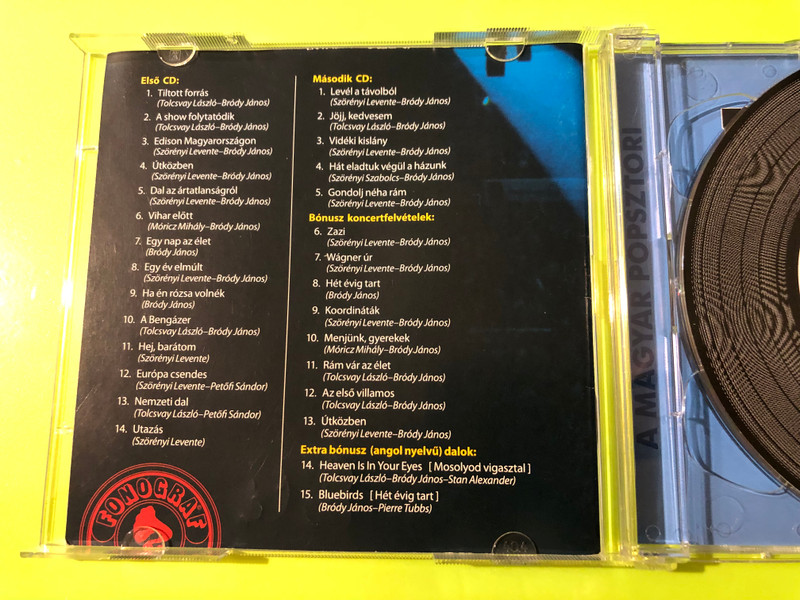 Első CD:
1. Tiltott forrás
(Tolcsvay László–Bródy János)
2. A show folytatódik
(Tolcsvay László–Bródy János)
3. Edison Magyarországon
(Szörényi Levente–Bródy János)
4. Útközben
(Szörényi Levente–Bródy János)
5. Dal az ártatlanságról
(Szörényi Levente–Bródy János)
6. Vihar előtt
(Móricz Mihály–Bródy János)
7. Egy nap az élet
(Bródy János)
8. Egy év elmúlt
(Szörényi Levente–Bródy János)
9. Ha én rózsa volnék
(Bródy János)
10. A Bengázer
(Tolcsvay László–Bródy János)
11. Hej, barátom
(Szörényi Levente)
12. Európa csendes
(Szörényi Levente–Petőfi Sándor)
13. Nemzeti dal
(Tolcsvay László–Petőfi Sándor)
14. Utazás
(Szörényi Levente)
FONOGRÁF
Második CD:
1. Levél a távolból
(Szörényi Levente–Bródy János)
2. Jöjj, kedvesem
(Tolcsvay László–Bródy János)
3. Vidéki kislány
(Szörényi Levente–Bródy János)
4. Hát eladtuk végül a házunk
(Szörényi Szabolcs–Bródy János)
5. Gondolj néha rám
(Szörényi Levente–Bródy János)
Bónusz koncertfelvételek:
6. Zazi
(Szörényi Levente–Bródy János)
7. Wágner úr
(Szörényi Levente–Bródy János)
8. Hét évig tart
(Bródy János)
9. Koordináták
(Szörényi Levente–Bródy János)
10. Menjünk, gyerekek
(Móricz Mihály–Bródy János)
11. Rám vár az élet
(Tolcsvay László–Bródy János)
12. Az első villamos
(Tolcsvay László–Bródy János)
13. Útközben
(Szörényi Levente–Bródy János)
Extra bónusz (angol nyelvű) dalok:
14. Heaven Is In Your Eyes [ Mosolyod vigasztal ]
(Tolcsvay László–Bródy János–Stan Alexander)
15. Bluebirds [ Hét évig tart ]
(Bródy János–Pierre Tubbs)
A MAGYAR POPSZTORI